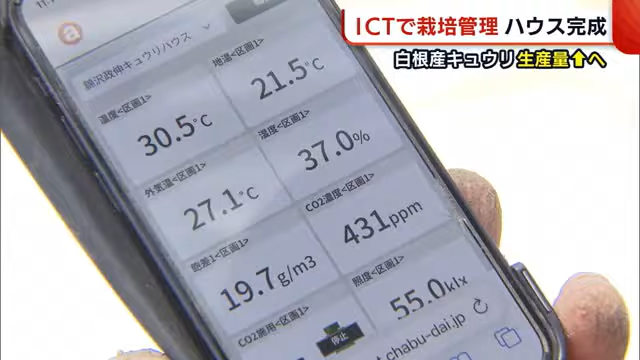 ICTで栽培管理 ハウス完成
白根産キュウリ生産量⬆へ
a
錦沢政伸キュウリハウス
温度<区画1>
30.5℃
地温<区画1>
21.5℃
外気温<区画1>
27.1℃
湿度<区画1>
37.0%
飽差1<区画1>
19.7g/m3
CO2濃度<区画1>
431ppm
CO2施用<区画1>
停止
照度<区画1>
55.0klx
chabu-dai.jp